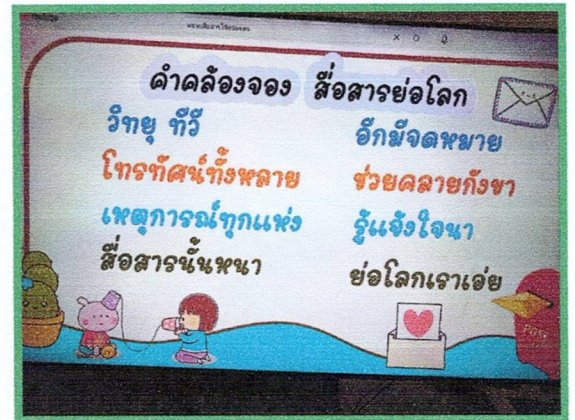 คำคล้องจอง สื่อสารย่อโลก
วิทยุ ทีวี อีกมีจดหมาย
โทรทัศน์ทั้งหลาย ช่วยคลายกังขา
เหตุการณ์ทุกแห่ง รู้แจ้งใจนา
สื่อสารนั้นหนา ย่อโลกเราเอ่ย
POST